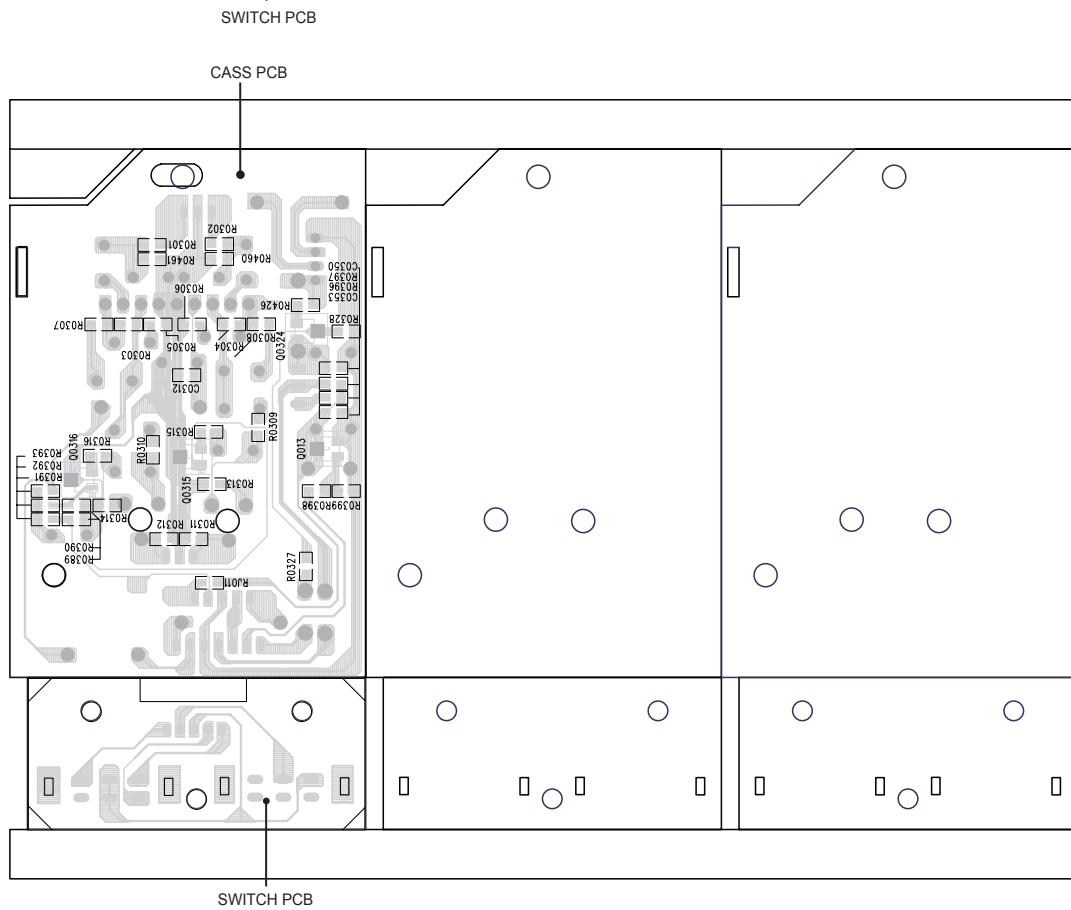 SWITCH PCB
CASS PCB
R0302
R0301
R0461
R0460
C0350
R0397
R0396
C0353
R0306
R0426
R0328
R0307
R0303
R0305
R0304
R0308
Q0324
C0312
R0309
R0315
R0310
Q013
Q0316
R0316
R0393
R0392
R0391
Q0315
R0313
R0398
R0399
R0314
R0312
R0311
R0390
R0389
R0327
RJ011
SWITCH PCB